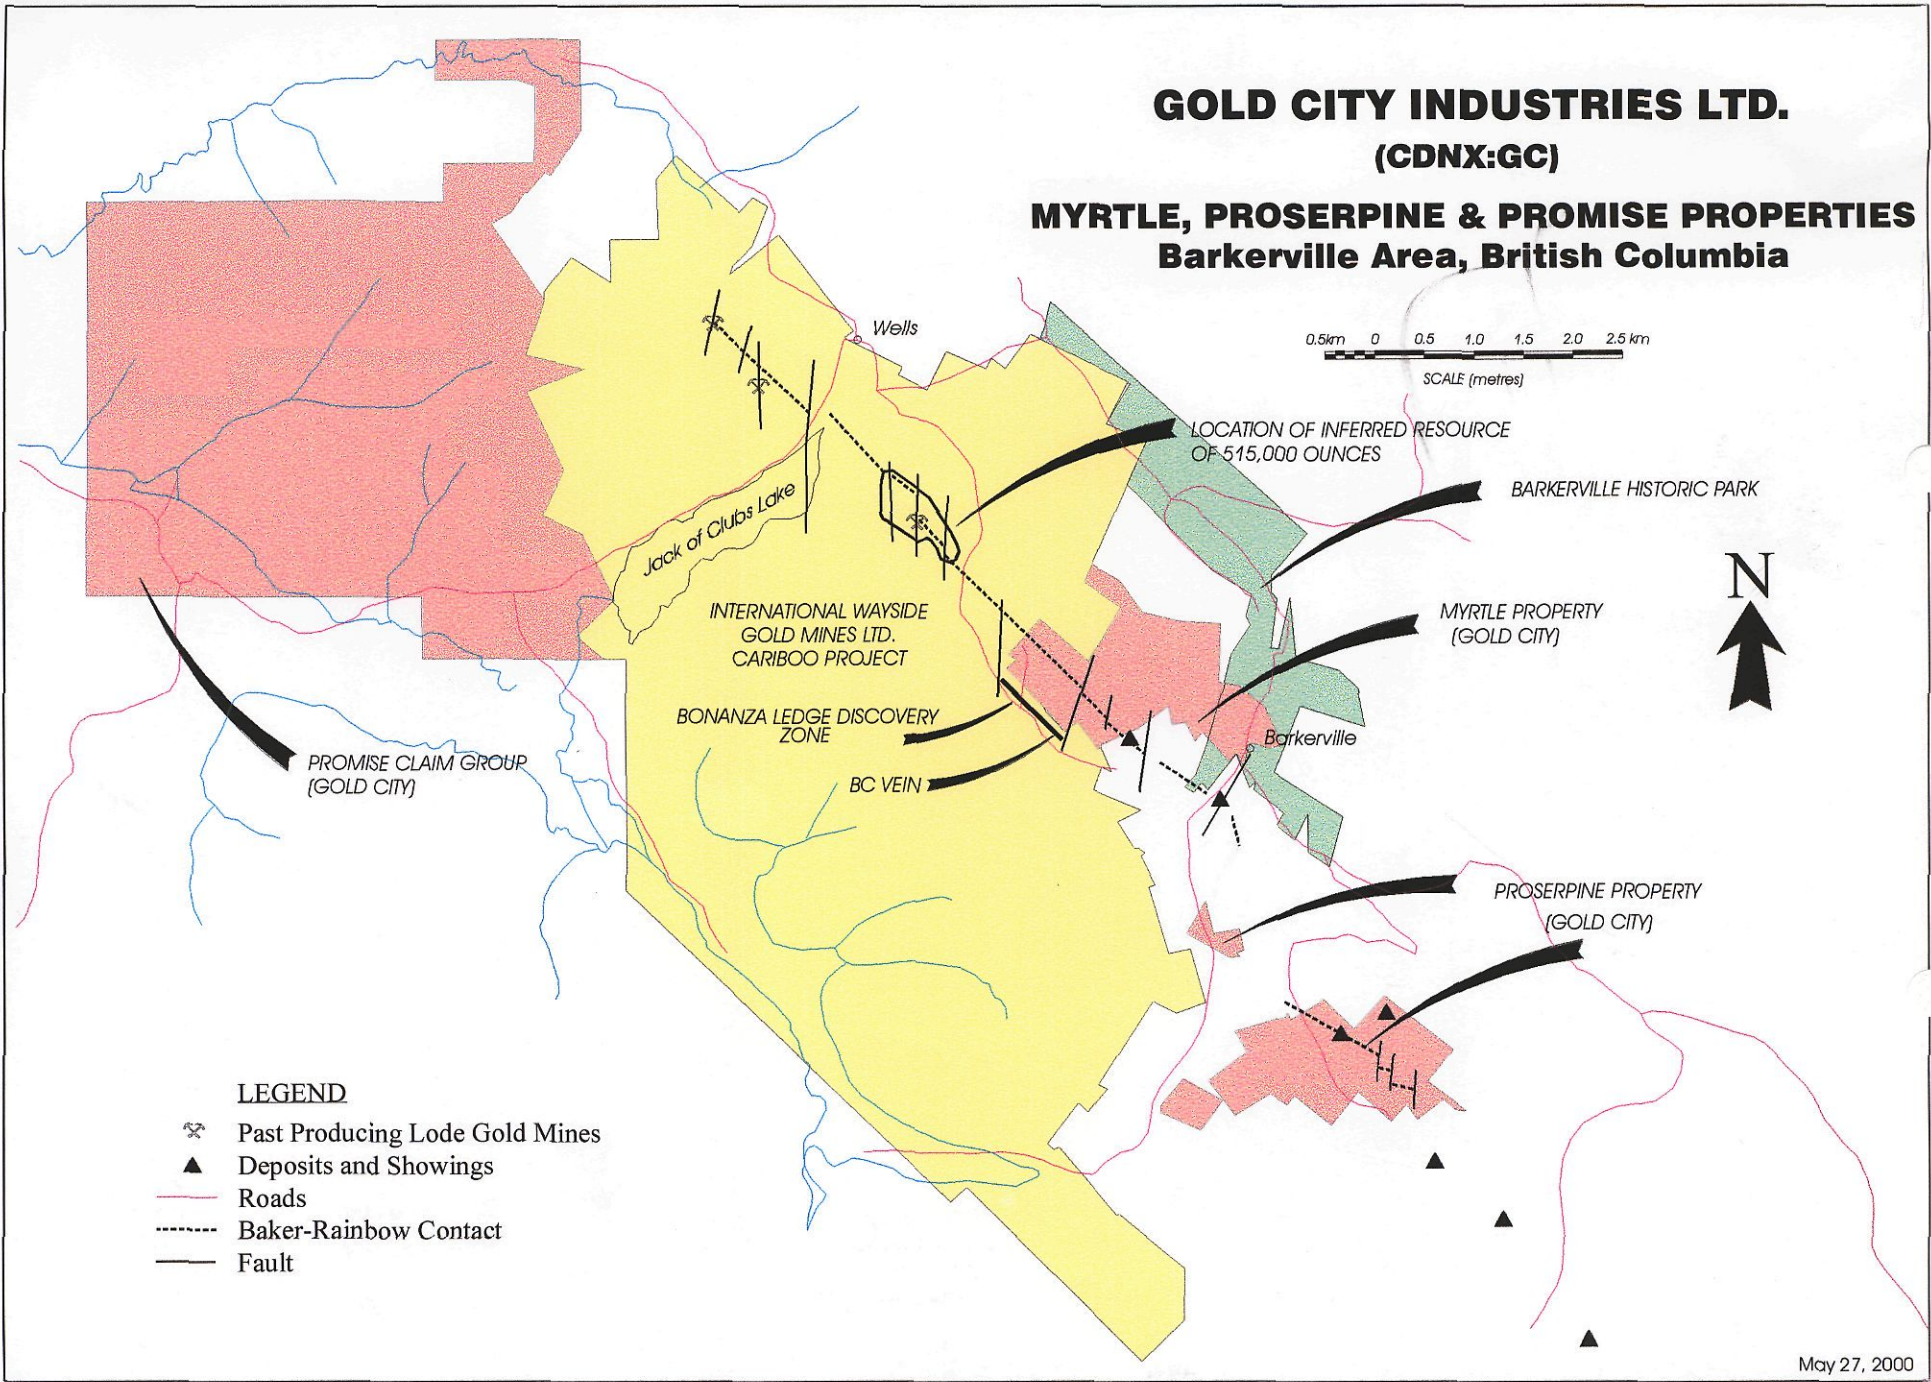 GOLD CITY INDUSTRIES LTD.
(CDNX:GC)
MYRTLE, PROSERPINE & PROMISE PROPERTIES
Barkerville Area, British Columbia
Wells
0.5km 0 0.5 1.0 1.5 2.0 2.5 km
SCALE (metres)
LOCATION OF INFERRED RESOURCE
OF 515,000 OUNCES
BARKERVILLE HISTORIC PARK
Jack of Clubs Lake
N
INTERNATIONAL WAYSIDE
GOLD MINES LTD.
CARIBOO PROJECT
MYRTLE PROPERTY
(GOLD CITY)
BONANZA LEDGE DISCOVERY
ZONE
Barkerville
PROMISE CLAIM GROUP
(GOLD CITY)
BC VEIN
PROSERPINE PROPERTY
(GOLD CITY)
LEGEND
Past Producing Lode Gold Mines
Deposits and Showings
Roads
Baker-Rainbow Contact
Fault
May 27, 2000